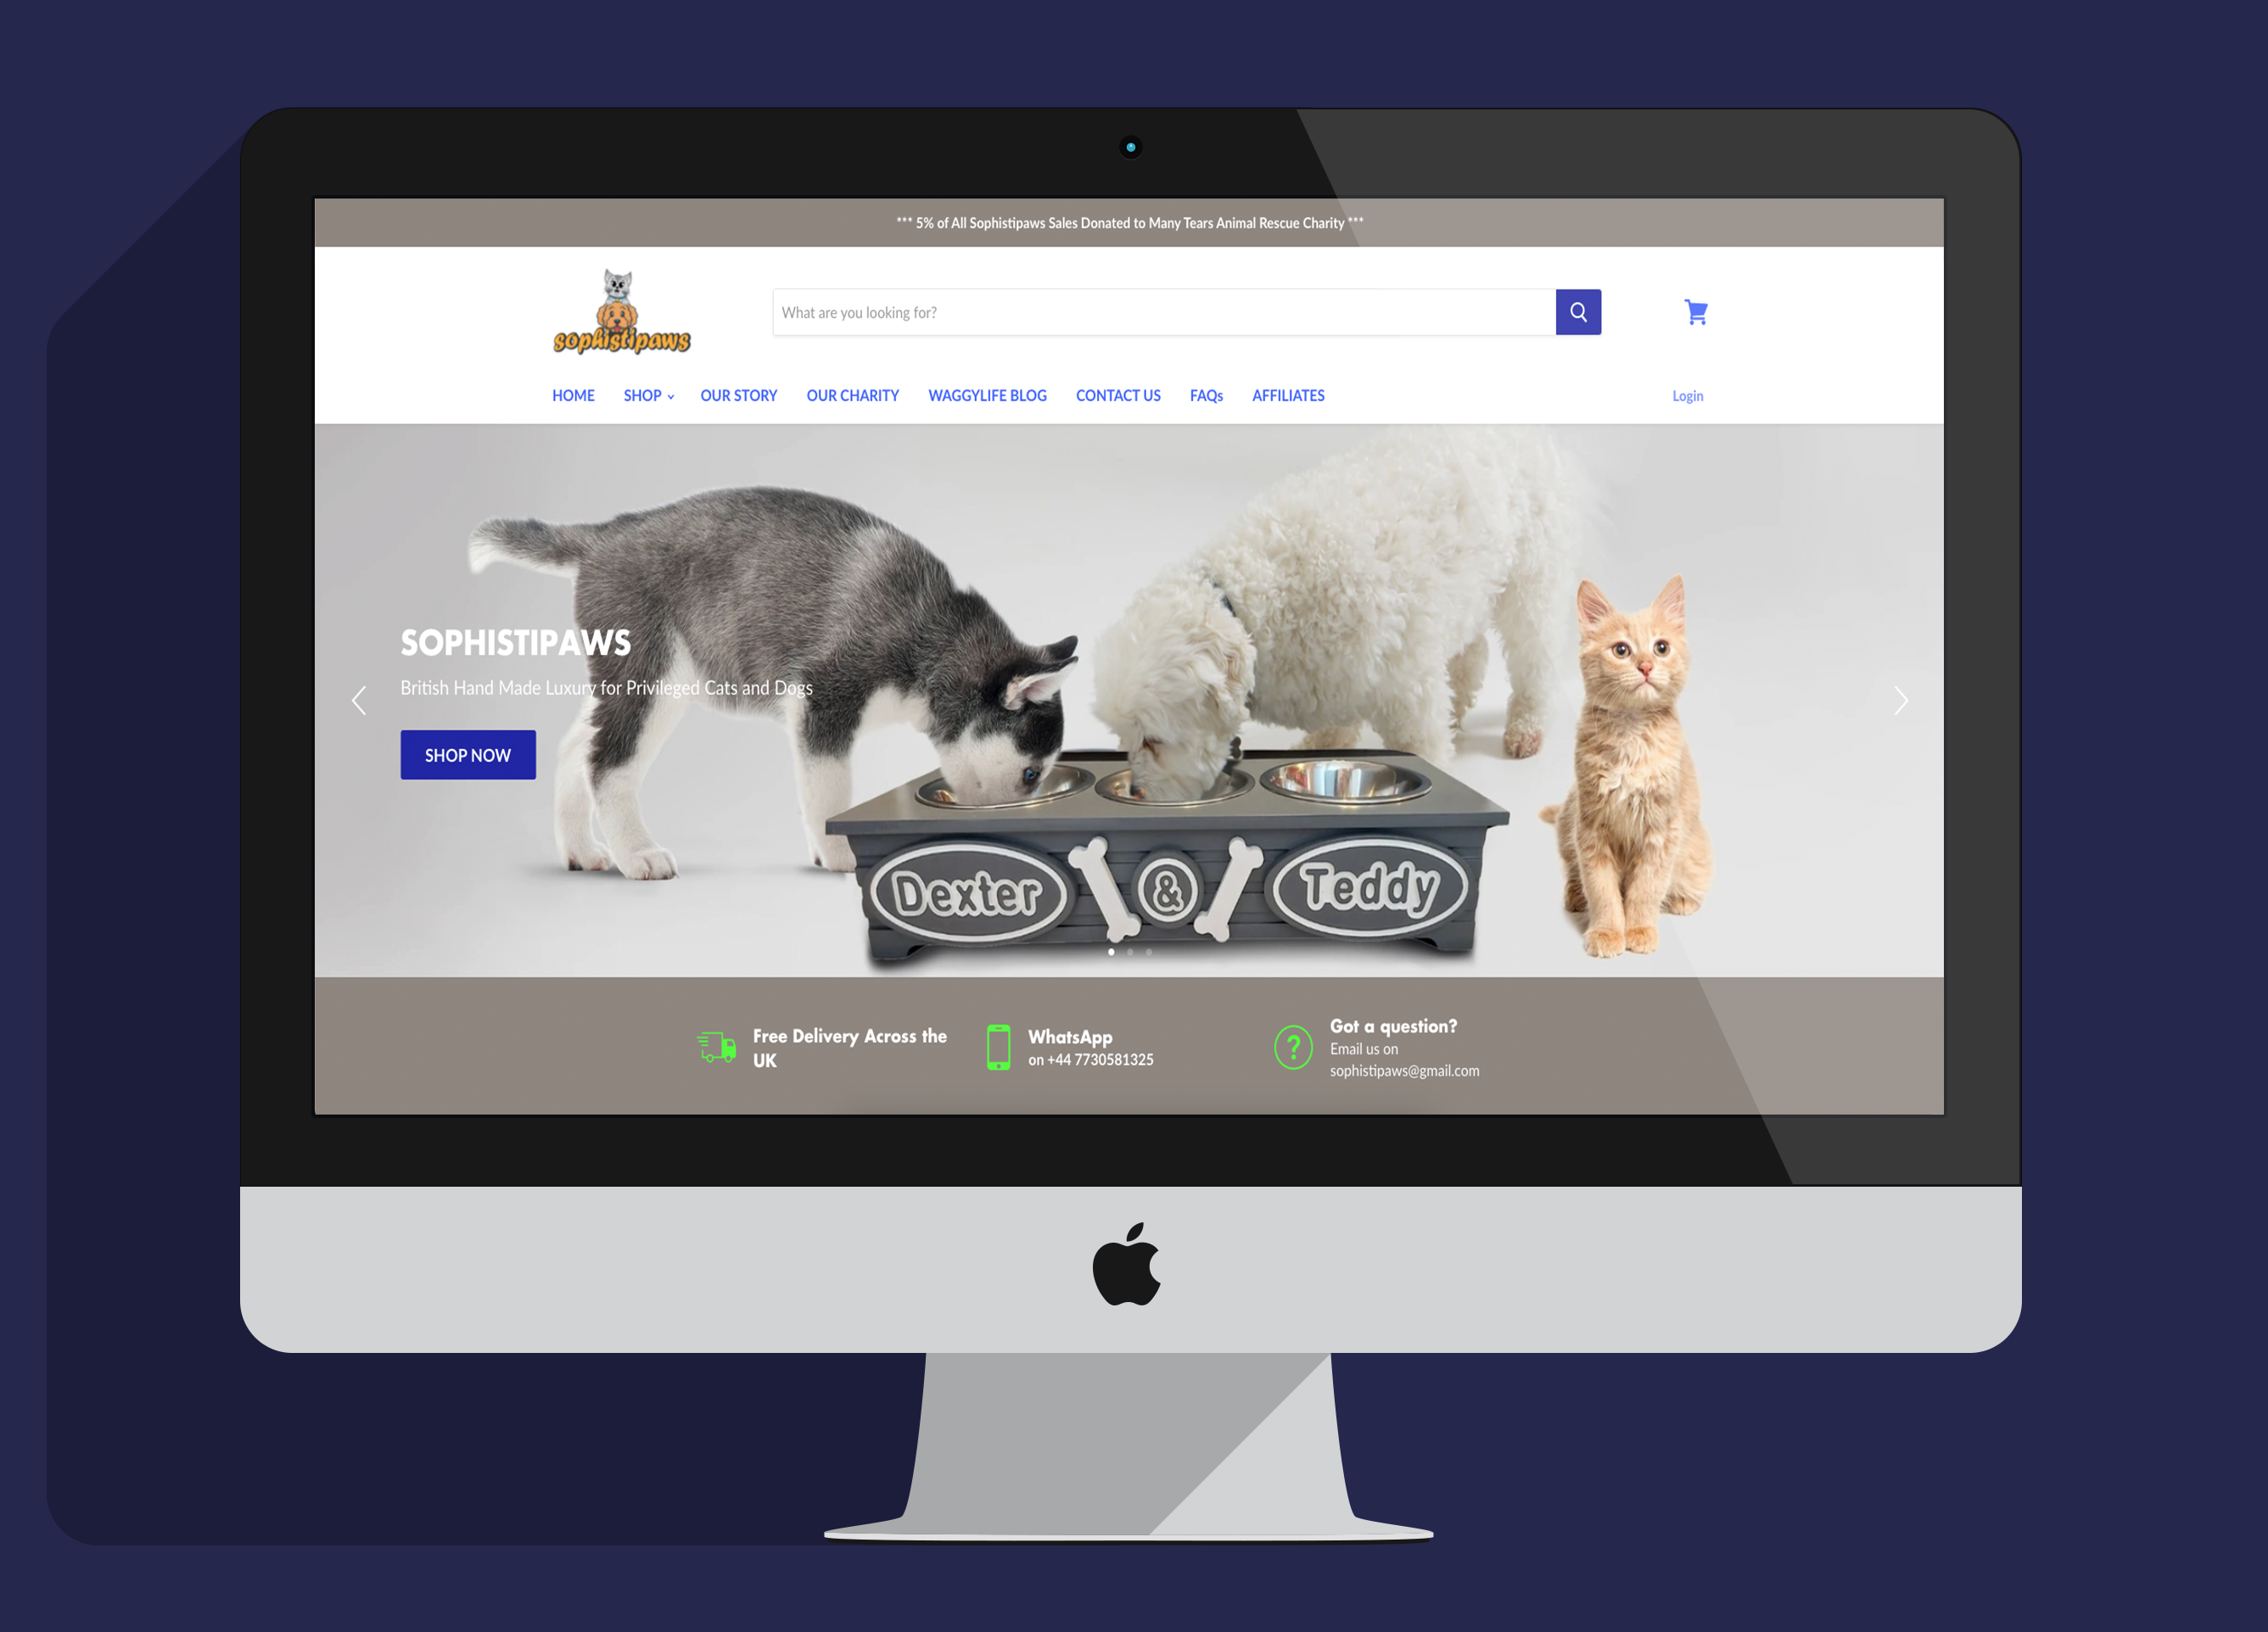 *** 5% of All Sophistipaws Sales Donated to Many Tears Animal Rescue Charity ***
sophistipaws
What are you looking for?
HOME SHOP OUR STORY OUR CHARITY WAGGYLIFE BLOG CONTACT US FAQs AFFILIATES Login
SOPHISTIPAWS
British Hand Made Luxury for Privileged Cats and Dogs
SHOP NOW
Dexter & Teddy
Free Delivery Across the
UK
WhatsApp
on +44 7730581325
Got a question?
Email us on
sophistipaws@gmail.com